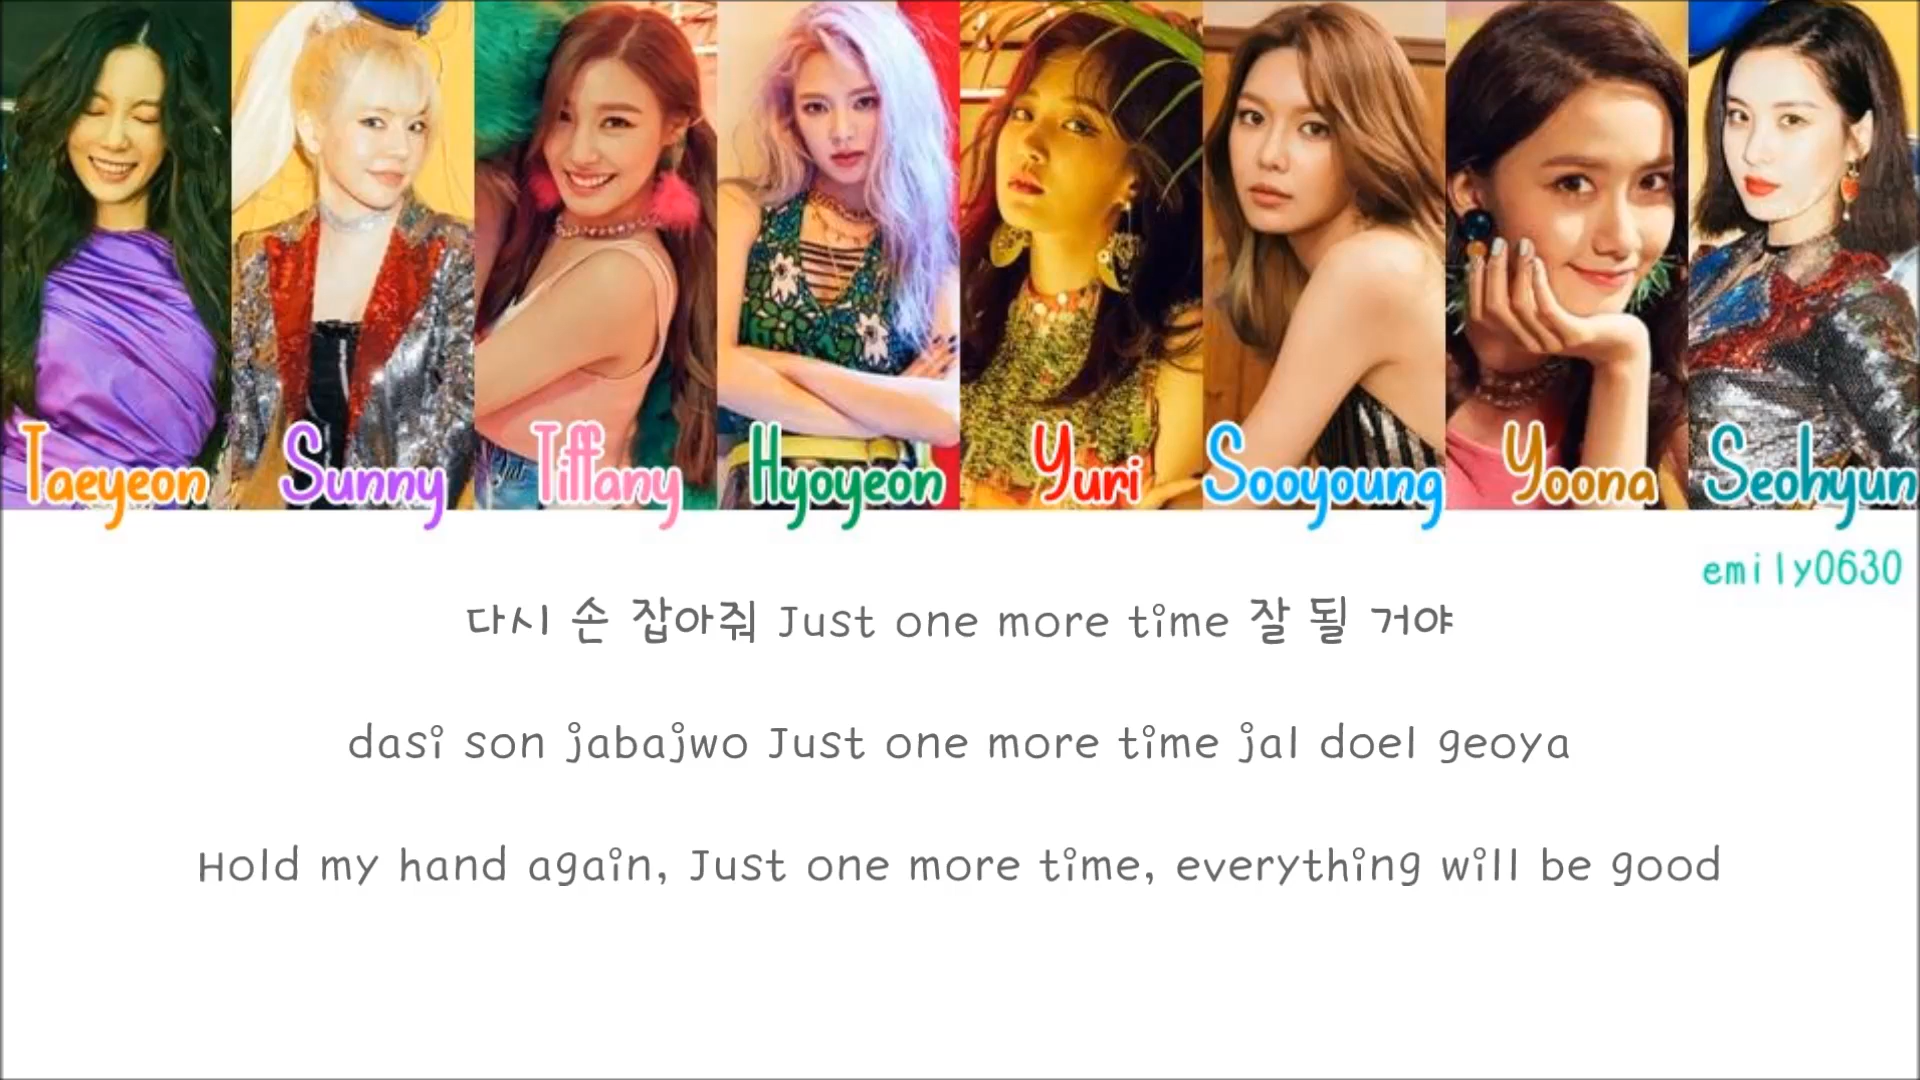 Taeyeon Sunny Tiffany Hyoyeon Yuri Sooyoung Yoona Seohyun
emily0630
다시 손 잡아줘 Just one more time 잘 될 거야
dasi son jabajwo Just one more time jal doel geoya
Hold my hand again, Just one more time, everything will be good